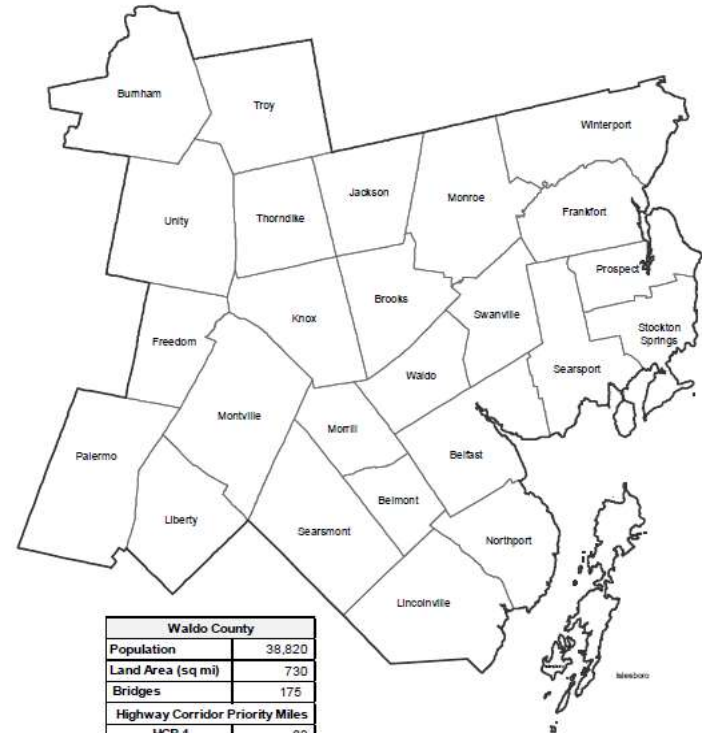 Burnham
Troy
Winterport
Jackson
Monroe
Unity
Thorndike
Frankfort
Prospect
Brooks
Knox
Swanville
Stockton
Springs
Freedom
Searsport
Waldo
Montville
Morrill
Palermo
Belfast
Belmont
Liberty
Searsmont
Northport
Lincolnville
Islesboro
Waldo County
Population 38,820
Land Area (sq mi) 730
Bridges 175
Highway Corridor Priority Miles